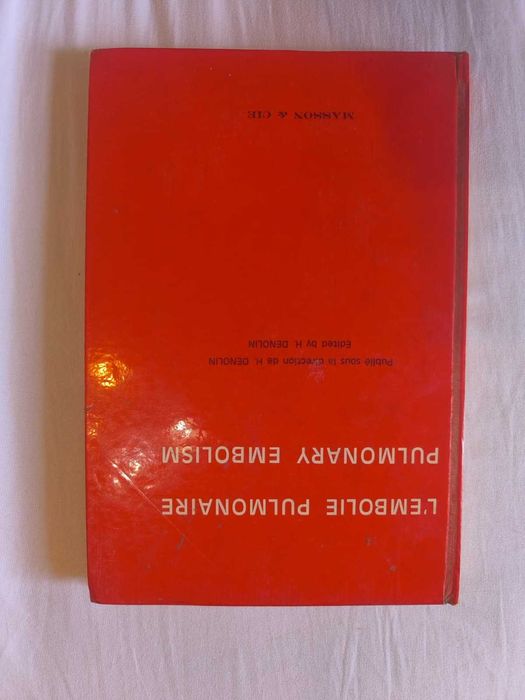 L'EMBOLIE PULMONAIRE
PULMONARY EMBOLISM
Publié sous la direction de H. DENOLIN
Edited by H. DENOLIN
MASSON & CIE